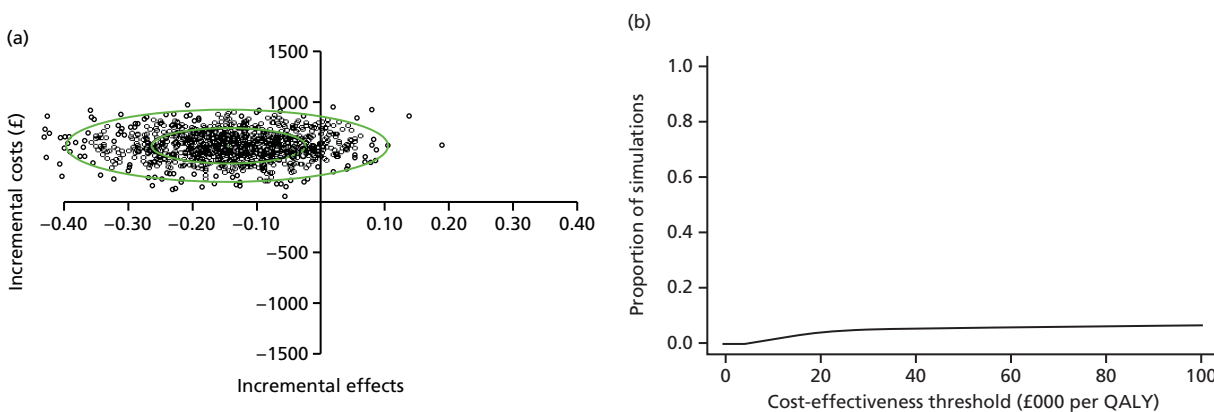 (a)
Incremental costs (£)
1500
1000
−0.40 −0.30 −0.20 −0.10 0.10 0.20 0.30 0.40
−500
−1000
−1500
Incremental effects
(b)
Proportion of simulations
1.0
0.8
0.6
0.4
0.2
0.0
0 20 40 60 80 100
Cost-effectiveness threshold (£000 per QALY)